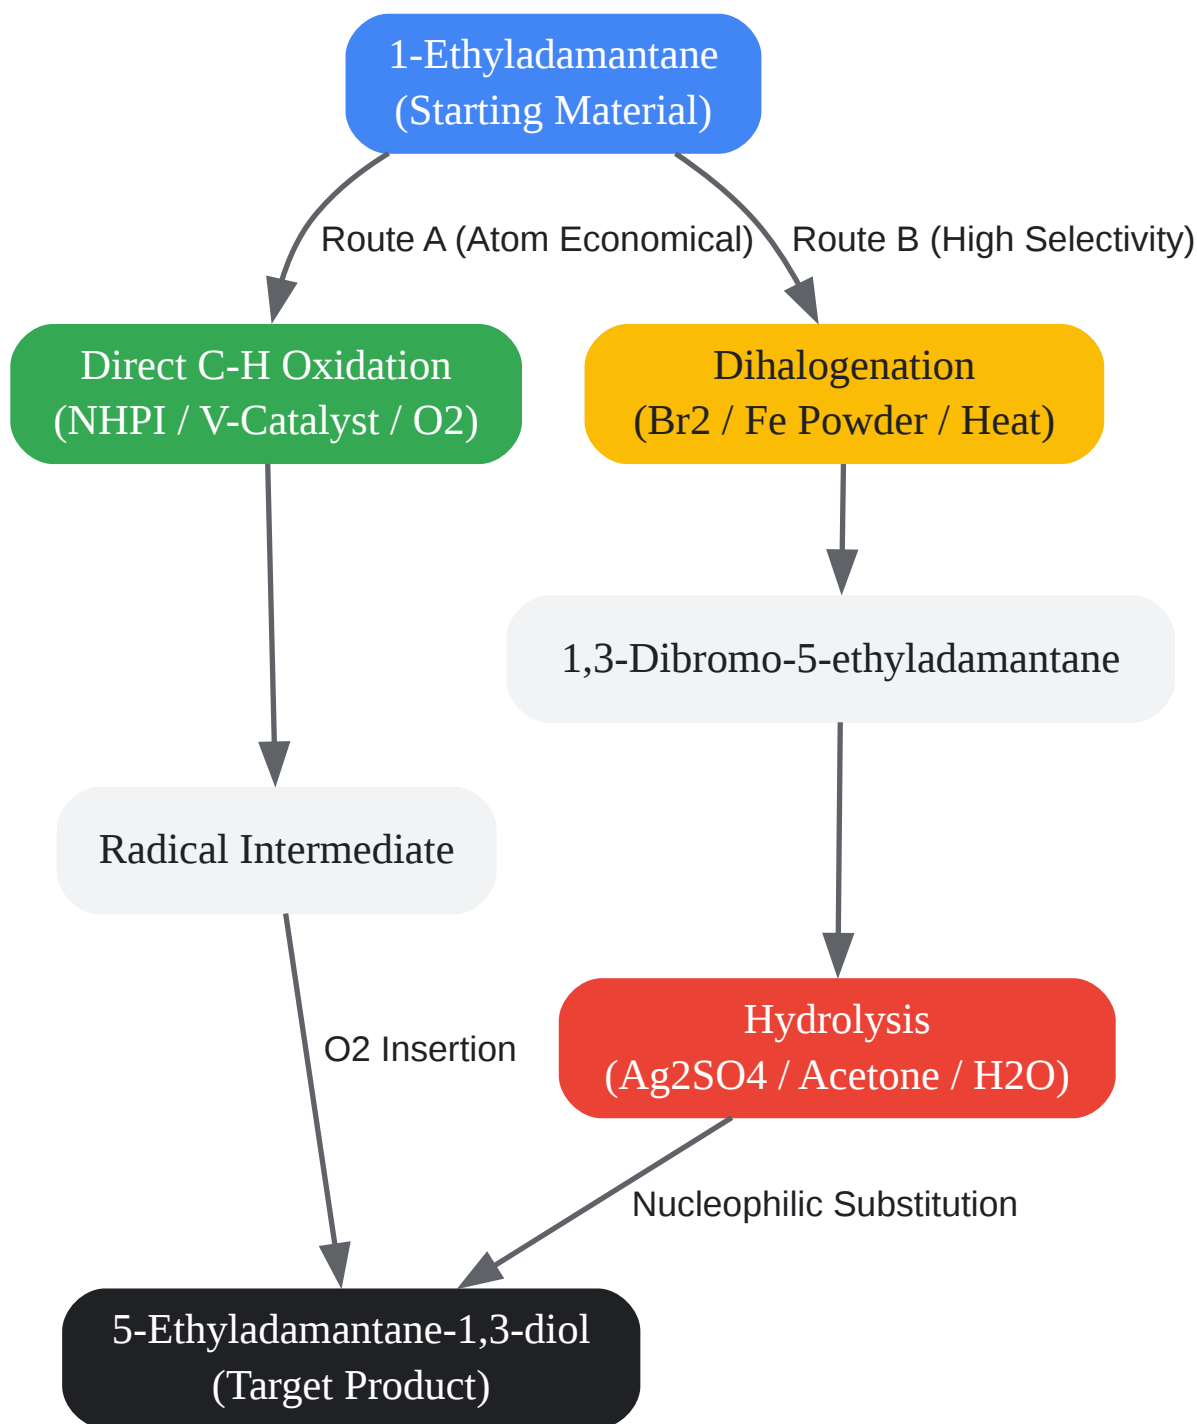 1-Ethyladamantane
(Starting Material)
Route A (Atom Economical)
Route B (High Selectivity)
Direct C-H Oxidation
(NHPI / V-Catalyst / O2)
Dihalogenation
(Br2 / Fe Powder / Heat)
1,3-Dibromo-5-ethyladamantane
Radical Intermediate
Hydrolysis
(Ag2SO4 / Acetone / H2O)
O2 Insertion
Nucleophilic Substitution
5-Ethyladamantane-1,3-diol
(Target Product)